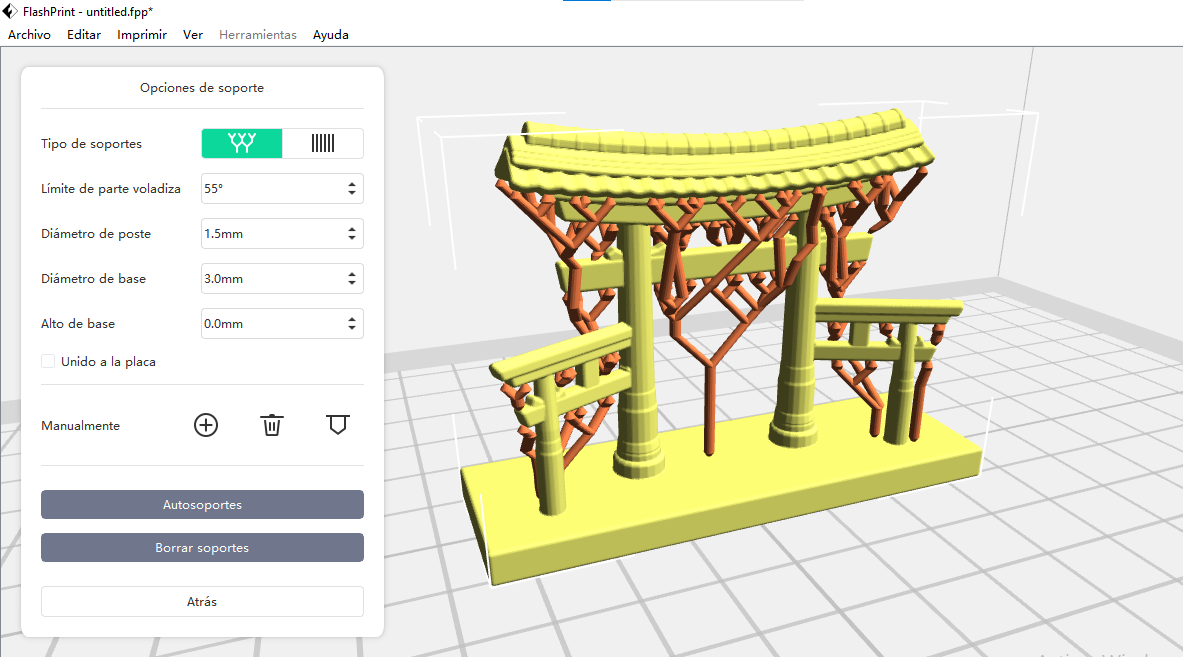 FlashPrint - untitled.fpp*
Archivo Editar Imprimir Ver Herramientas Ayuda
Opciones de soporte
Tipo de soportes
Límite de parte voladiza 55°
Diámetro de poste 1.5mm
Diámetro de base 3.0mm
Alto de base 0.0mm
Unido a la placa
Manualmente
Autosoportes
Borrar soportes
Atrás